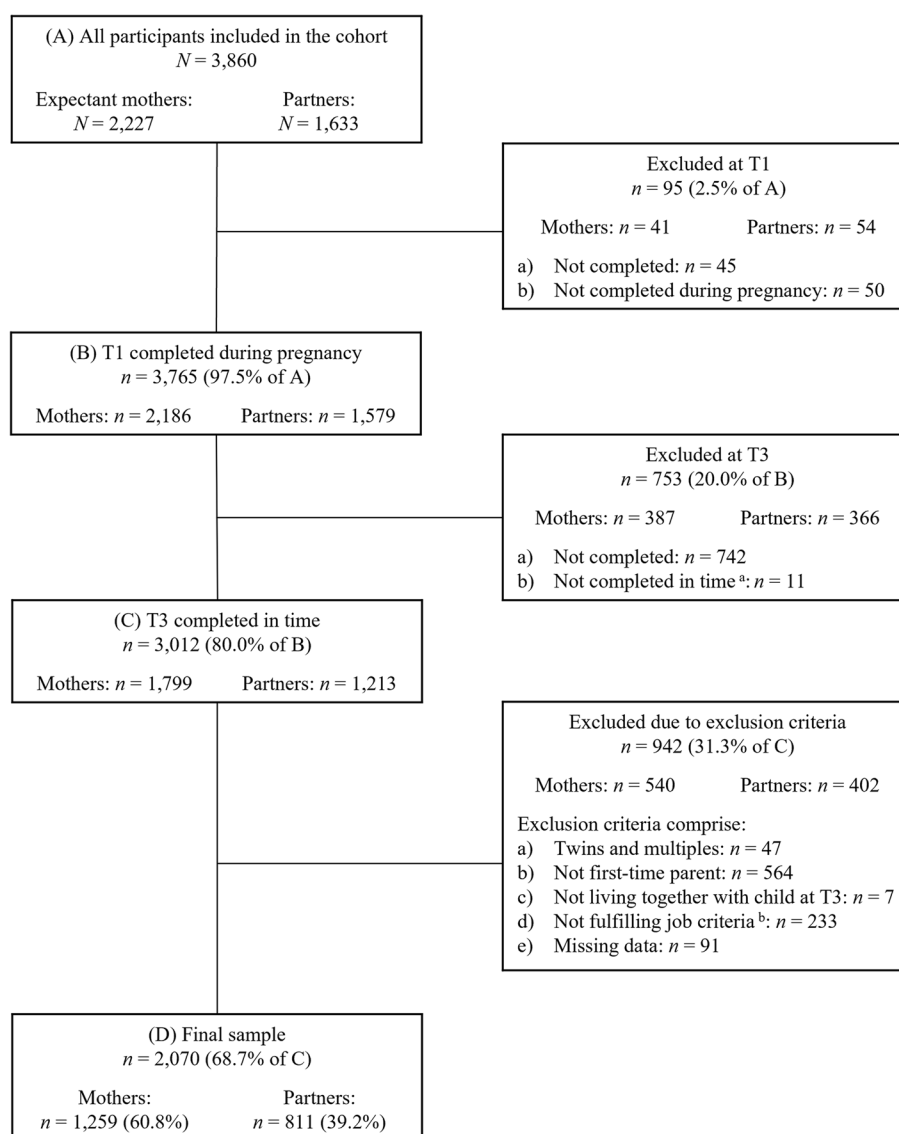 (A) All participants included in the cohort
N = 3,860
Expectant mothers: Partners:
N = 2,227 N = 1,633
Excluded at T1
n = 95 (2.5% of A)
Mothers: n = 41 Partners: n = 54
a) Not completed: n = 45
b) Not completed during pregnancy: n = 50
(B) T1 completed during pregnancy
n = 3,765 (97.5% of A)
Mothers: n = 2,186 Partners: n = 1,579
Excluded at T3
n = 753 (20.0% of B)
Mothers: n = 387 Partners: n = 366
a) Not completed: n = 742
b) Not completed in time a: n = 11
(C) T3 completed in time
n = 3,012 (80.0% of B)
Mothers: n = 1,799 Partners: n = 1,213
Excluded due to exclusion criteria
n = 942 (31.3% of C)
Mothers: n = 540 Partners: n = 402
Exclusion criteria comprise:
a) Twins and multiples: n = 47
b) Not first-time parent: n = 564
c) Not living together with child at T3: n = 7
d) Not fulfilling job criteria b: n = 233
e) Missing data: n = 91
(D) Final sample
n = 2,070 (68.7% of C)
Mothers: Partners:
n = 1,259 (60.8%) n = 811 (39.2%)